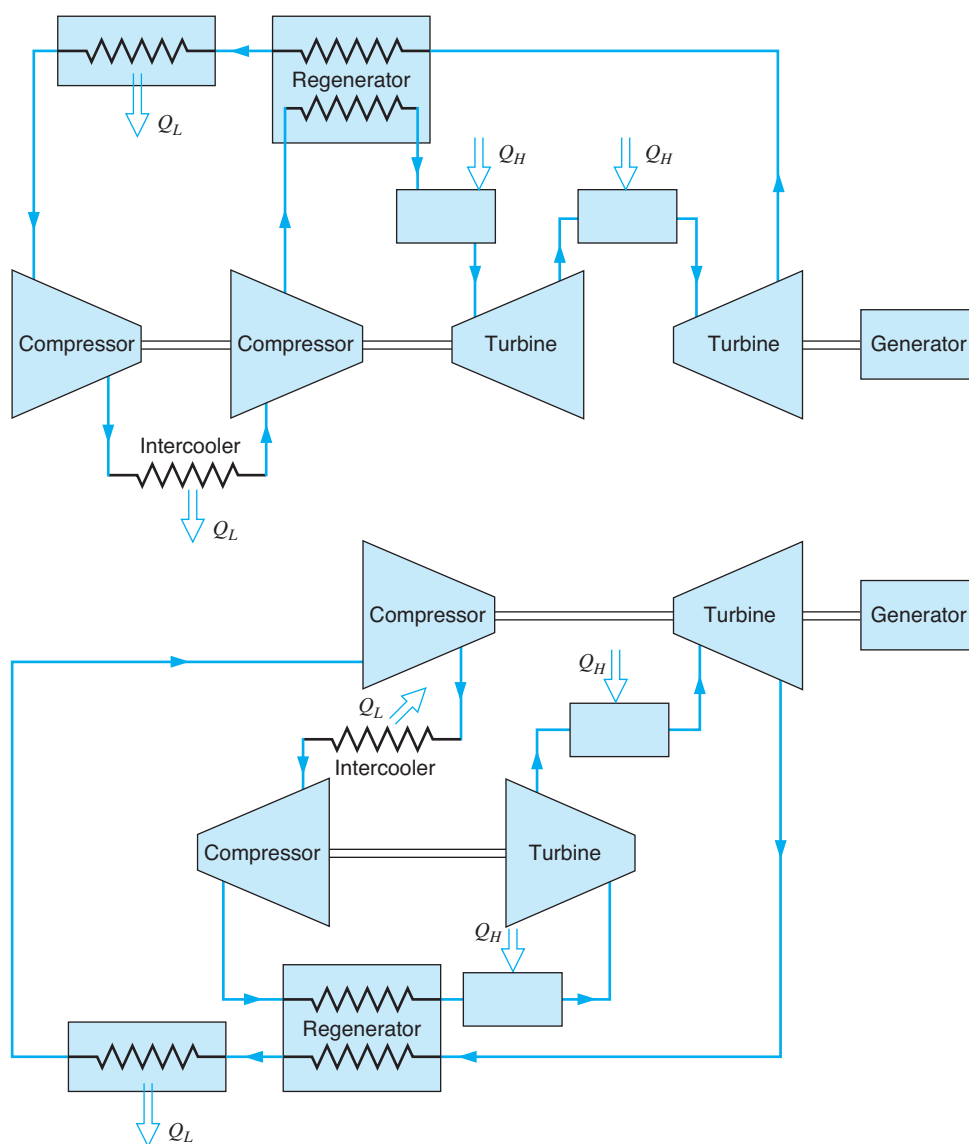 Regenerator
Q_L
Q_H
Q_H
Compressor
Compressor
Turbine
Turbine
Generator
Intercooler
Q_L
Compressor
Turbine
Generator
Q_H
Q_L
Intercooler
Compressor
Turbine
Q_H
Regenerator
Q_L